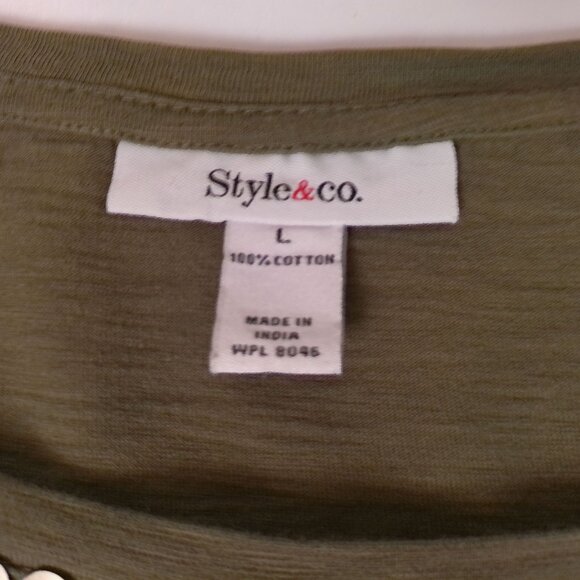 Style&co.
L
100% COTTON
MADE IN
INDIA
WPL 8046